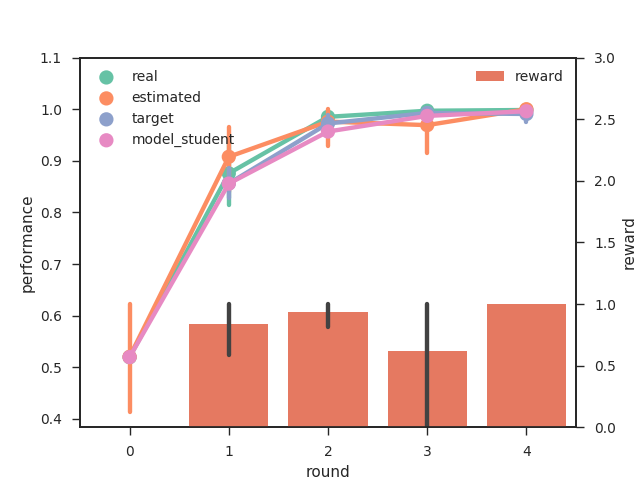 real
estimated
target
model_student
reward
1.1
1.0
0.9
0.8
0.7
0.6
0.5
0.4
performance
3.0
2.5
2.0
1.5
1.0
0.5
0.0
reward
0 1 2 3 4
round